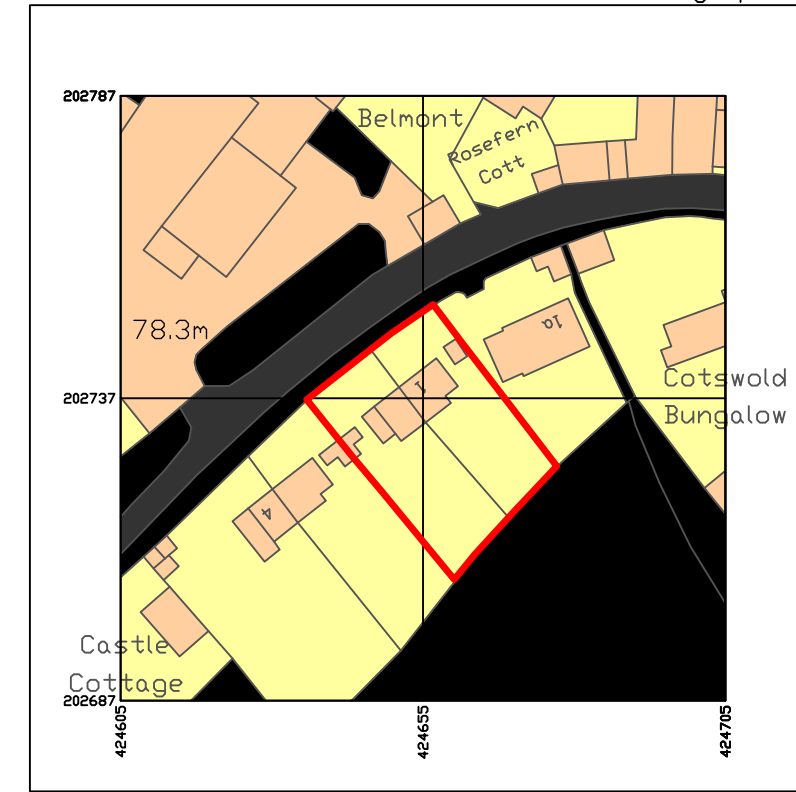 202787
Belmont
Rosefern
Cott
78.3m
1a
Cotswold
202737
1
Bungalow
4
Castle
Cottage
202687
424605
424655
424705